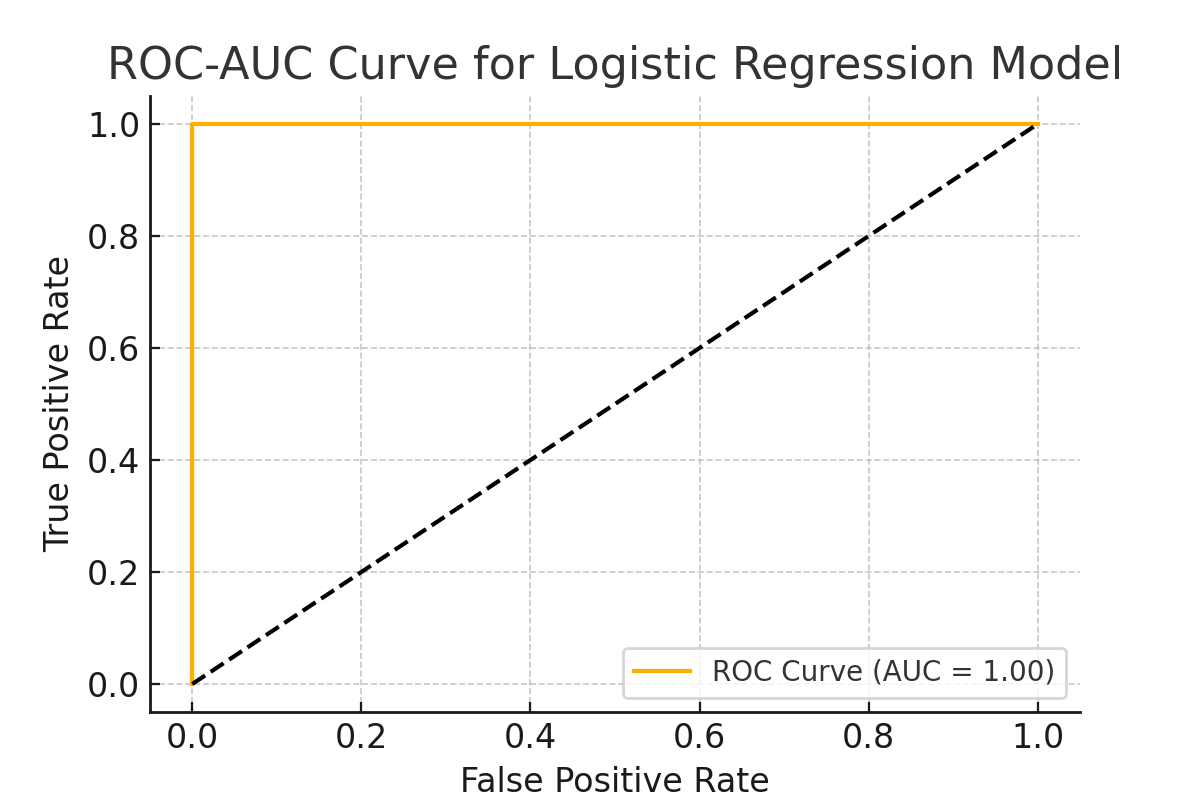 ROC-AUC Curve for Logistic Regression Model
1.0
0.8
0.6
0.4
0.2
0.0
True Positive Rate
ROC Curve (AUC = 1.00)
0.0 0.2 0.4 0.6 0.8 1.0
False Positive Rate